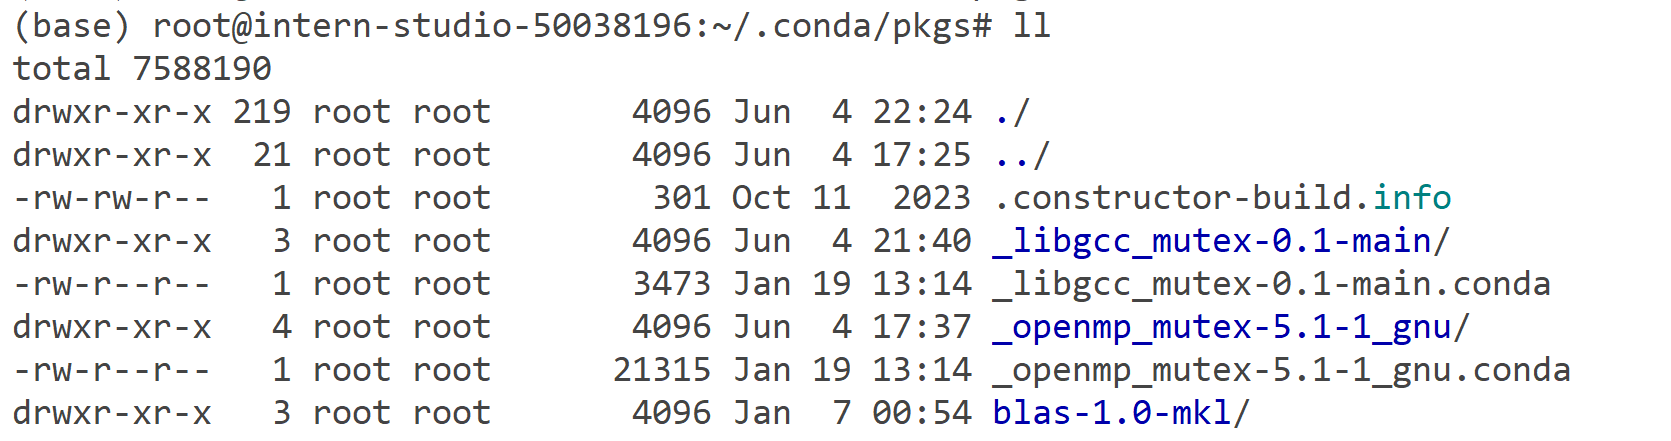 (base) root@intern-studio-50038196:~/.conda/pkgs# ll
total 7588190
drwxr-xr-x 219 root root       4096 Jun  4 22:24 ./
drwxr-xr-x  21 root root       4096 Jun  4 17:25 ../
-rw-rw-r--   1 root root        301 Oct 11  2023 .constructor-build.info
drwxr-xr-x   3 root root       4096 Jun  4 21:40 _libgcc_mutex-0.1-main/
-rw-r--r--   1 root root       3473 Jan 19 13:14 _libgcc_mutex-0.1-main.conda
drwxr-xr-x   4 root root       4096 Jun  4 17:37 _openmp_mutex-5.1-1_gnu/
-rw-r--r--   1 root root      21315 Jan 19 13:14 _openmp_mutex-5.1-1_gnu.conda
drwxr-xr-x   3 root root       4096 Jan  7 00:54 blas-1.0-mkl/